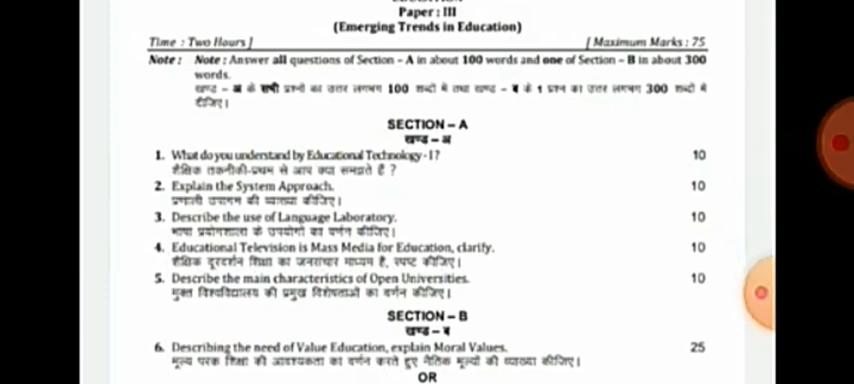 Paper : III
(Emerging Trends in Education)
Time : Two Hours ]
[ Maximum Marks : 75
Note : Note : Answer all questions of Section – A in about 100 words and one of Section – B in about 300
words.
खण्ड – अ के सभी प्रश्नों का उत्तर लगभग 100 शब्दों में तथा खण्ड – ब के 1 प्रश्न का उत्तर लगभग 300 शब्दों में
दीजिए।
SECTION – A
खण्ड – अ
1. What do you understand by Educational Technology - I? 10
शैक्षिक तकनीकी-प्रथम से आप क्या समझते हैं ?
2. Explain the System Approach. 10
प्रणाली उपागम की व्याख्या कीजिए।
3. Describe the use of Language Laboratory. 10
भाषा प्रयोगशाला के उपयोगों का वर्णन कीजिए।
4. Educational Television is Mass Media for Education, clarify. 10
शैक्षिक दूरदर्शन शिक्षा का जनसंचार माध्यम है, स्पष्ट कीजिए।
5. Describe the main characteristics of Open Universities. 10
मुक्त विश्वविद्यालय की प्रमुख विशेषताओं का वर्णन कीजिए।
SECTION – B
खण्ड – ब
6. Describing the need of Value Education, explain Moral Values. 25
मूल्य परक शिक्षा की आवश्यकता का वर्णन करते हुए नैतिक मूल्यों की व्याख्या कीजिए।
OR